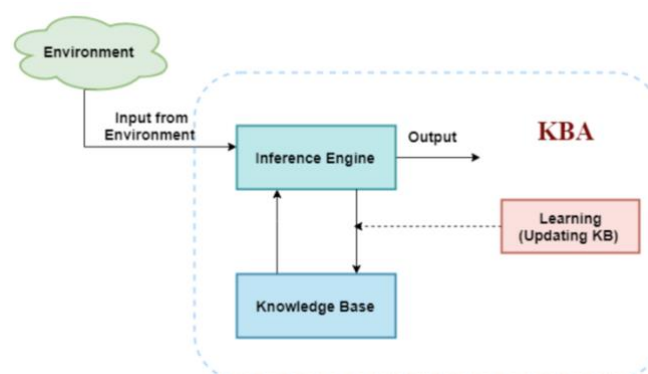 Environment
Input from
Environment
Inference Engine
Output
KBA
Learning
(Updating KB)
Knowledge Base